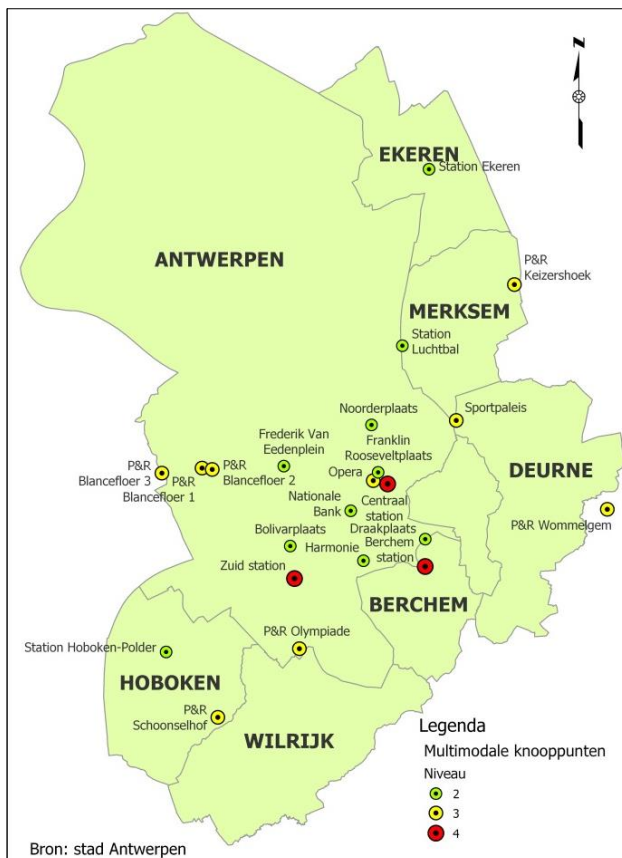 N
EKEREN
Station Ekeren
ANTWERPEN
P&R
Keizershoek
MERKSEM
Station
Luchtbal
Noorderplaats
Sportpaleis
Frederik Van
Eedenplein
Franklin
Rooseveltplaats
Opera
DEURNE
P&R
Blancefloer 3
P&R
Blancefloer 1
P&R
Blancefloer 2
Centraal
station
Nationale
Bank
P&R Wommelgem
Draakplaats
Bolivarplaats
Harmonie
Berchem
station
Zuid station
BERCHEM
P&R Olympiade
Station Hoboken-Polder
HOBOKEN
P&R
Schoonselhof
WILRIJK
Legenda
Multimodale knooppunten
Niveau
2
3
4
Bron: stad Antwerpen